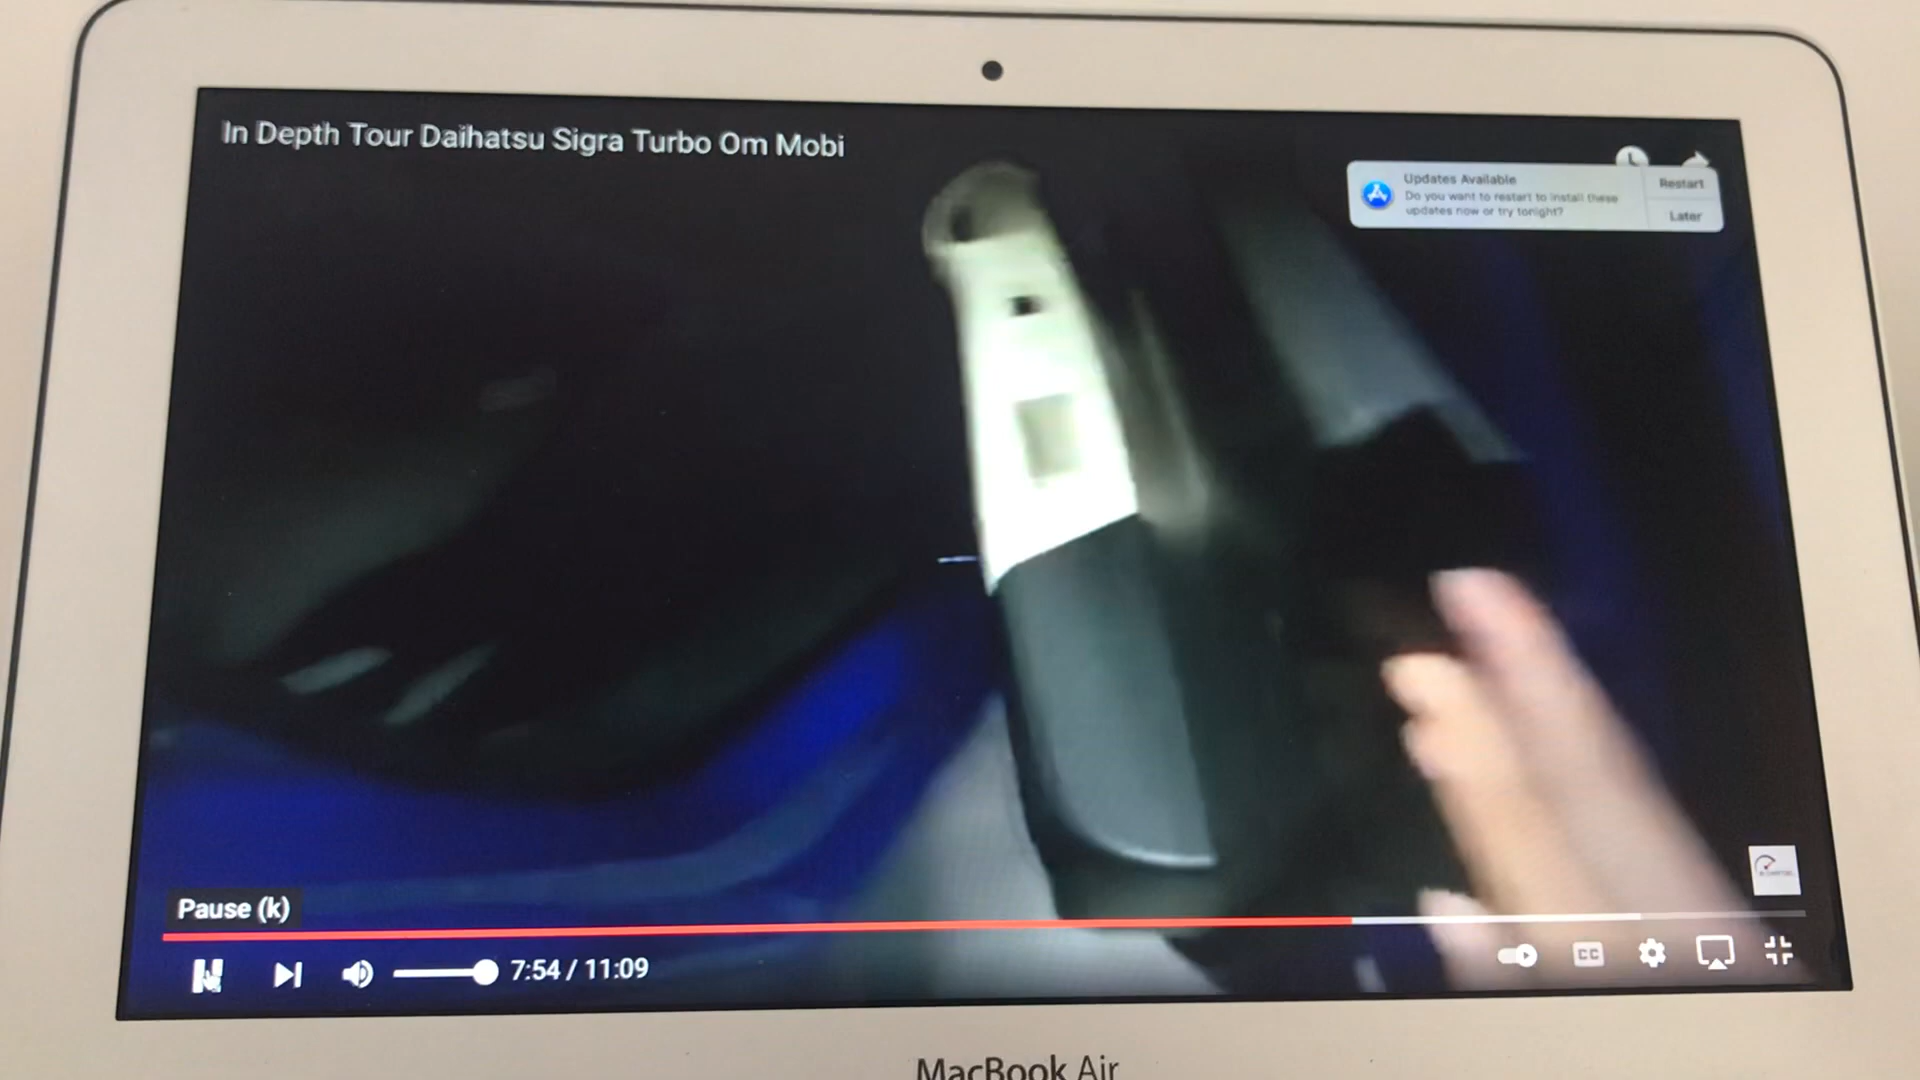 In Depth Tour Daihatsu Sigra Turbo Om Mobi
Updates Available
Do you want to restart to install these
updates now or try tonight?
Restart
Later
Pause (k)
7:54 / 11:09
CC
MacBook Air